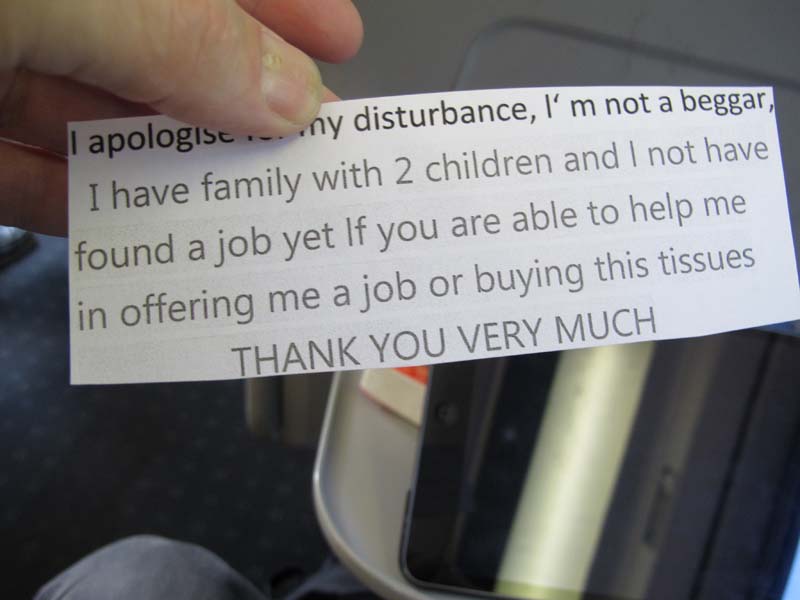 I apologise my disturbance, I' m not a beggar,
I have family with 2 children and I not have
found a job yet If you are able to help me
in offering me a job or buying this tissues
THANK YOU VERY MUCH